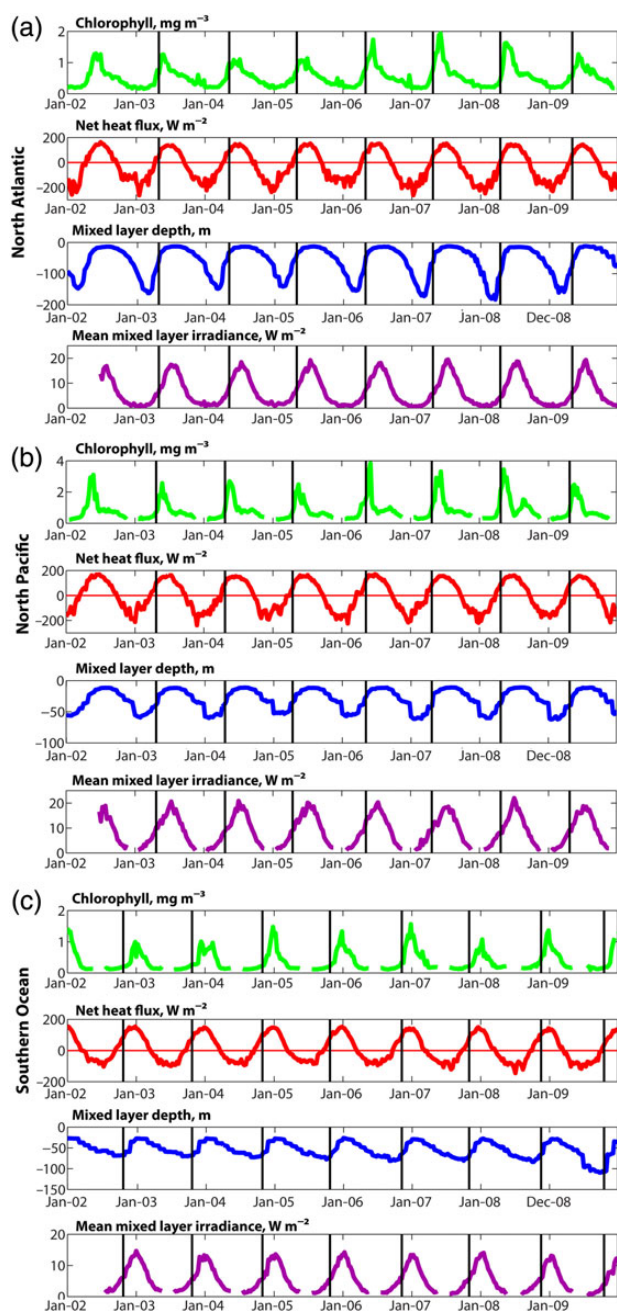 (a)
North Atlantic
Chlorophyll, mg m⁻³
2
1
0
Jan-02 Jan-03 Jan-04 Jan-05 Jan-06 Jan-07 Jan-08 Jan-09
Net heat flux, W m⁻²
200
0
−200
Jan-02 Jan-03 Jan-04 Jan-05 Jan-06 Jan-07 Jan-08 Jan-09
Mixed layer depth, m
0
−100
−200
Jan-02 Jan-03 Jan-04 Jan-05 Jan-06 Jan-07 Jan-08 Dec-08
Mean mixed layer irradiance, W m⁻²
20
10
0
Jan-02 Jan-03 Jan-04 Jan-05 Jan-06 Jan-07 Jan-08 Jan-09
(b)
North Pacific
Chlorophyll, mg m⁻³
4
2
0
Jan-02 Jan-03 Jan-04 Jan-05 Jan-06 Jan-07 Jan-08 Jan-09
Net heat flux, W m⁻²
200
0
−200
Jan-02 Jan-03 Jan-04 Jan-05 Jan-06 Jan-07 Jan-08 Jan-09
Mixed layer depth, m
0
−50
−100
Jan-02 Jan-03 Jan-04 Jan-05 Jan-06 Jan-07 Jan-08 Dec-08
Mean mixed layer irradiance, W m⁻²
20
10
0
Jan-02 Jan-03 Jan-04 Jan-05 Jan-06 Jan-07 Jan-08 Jan-09
(c)
Southern Ocean
Chlorophyll, mg m⁻³
2
1
0
Jan-02 Jan-03 Jan-04 Jan-05 Jan-06 Jan-07 Jan-08 Jan-09
Net heat flux, W m⁻²
200
0
−200
Jan-02 Jan-03 Jan-04 Jan-05 Jan-06 Jan-07 Jan-08 Jan-09
Mixed layer depth, m
0
−50
−100
−150
Jan-02 Jan-03 Jan-04 Jan-05 Jan-06 Jan-07 Jan-08 Dec-08
Mean mixed layer irradiance, W m⁻²
20
10
0
Jan-02 Jan-03 Jan-04 Jan-05 Jan-06 Jan-07 Jan-08 Jan-09